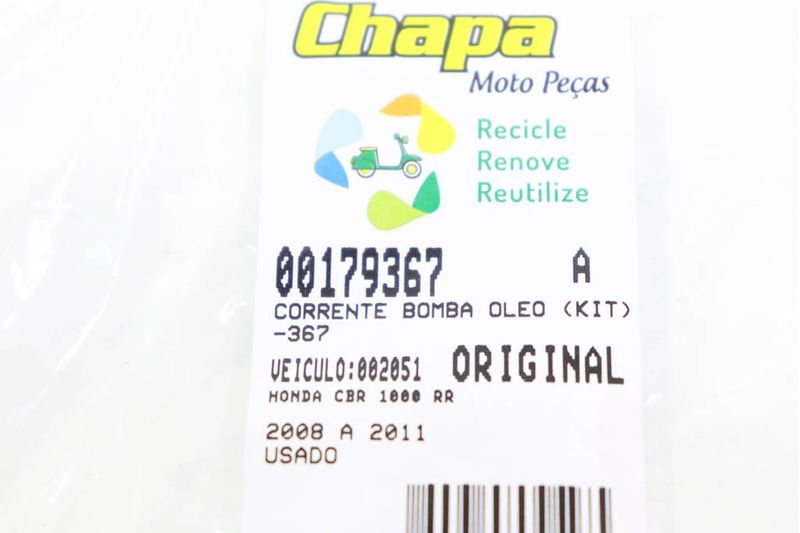 Chapa
Moto Peças
Recicle
Renove
Reutilize
00179367 A
CORRENTE BOMBA OLEO (KIT)
-367
VEICULO:002051 ORIGINAL
HONDA CBR 1000 RR
2008 A 2011
USADO